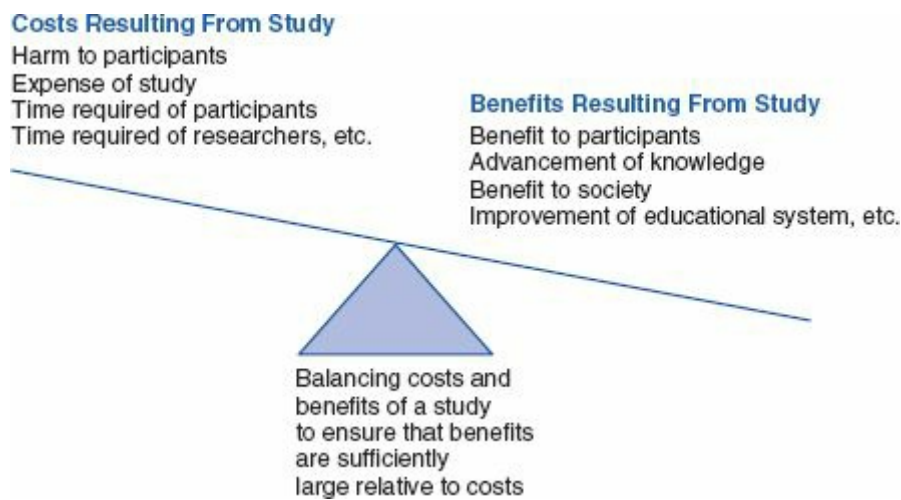 Costs Resulting From Study
Harm to participants
Expense of study
Time required of participants
Time required of researchers, etc.
Benefits Resulting From Study
Benefit to participants
Advancement of knowledge
Benefit to society
Improvement of educational system, etc.
Balancing costs and
benefits of a study
to ensure that benefits
are sufficiently
large relative to costs